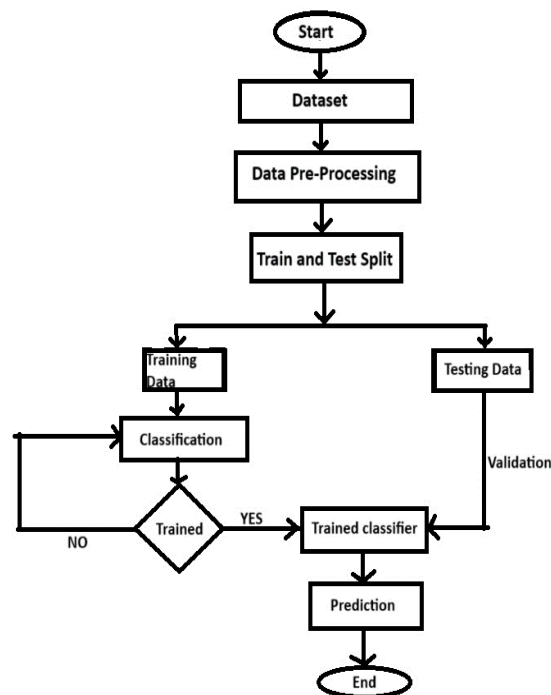 Start
Dataset
Data Pre-Processing
Train and Test Split
Training
Data
Testing Data
Classification
Validation
Trained
YES
NO
Trained classifier
Prediction
End